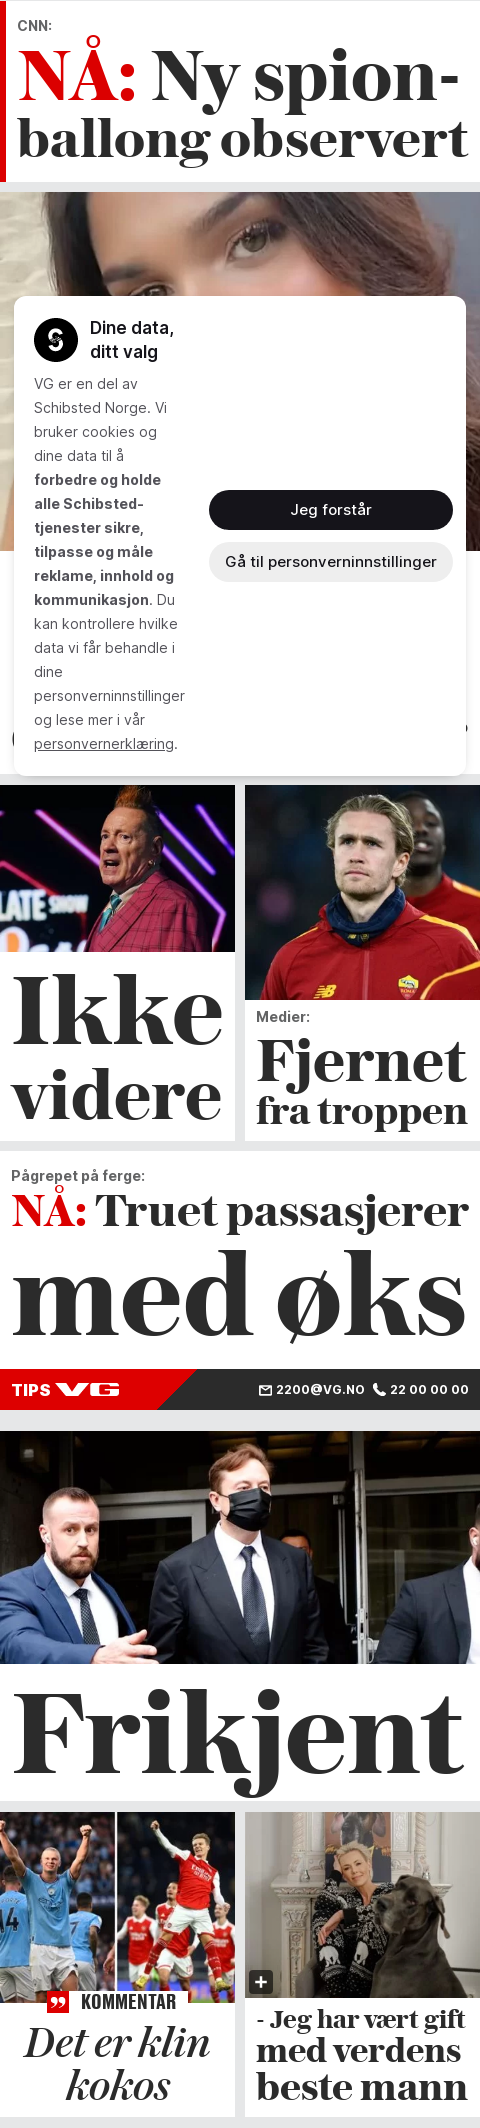 CNN:
NÅ: Ny spion-
ballong observert
Dine data,
ditt valg
VG er en del av
Schibsted Norge. Vi
bruker cookies og
dine data til å
forbedre og holde
alle Schibsted-
tjenester sikre,
tilpasse og måle
reklame, innhold og
kommunikasjon. Du
kan kontrollere hvilke
data vi får behandle i
dine
personverninnstillinger
og lese mer i vår
personvernerklæring.
Jeg forstår
Gå til personverninnstillinger
LATE SHOW
Ikke
videre
Medier:
Fjernet
fra troppen
Pågrepet på ferge:
NÅ: Truet passasjerer
med øks
TIPS VG
2200@VG.NO 22 00 00 00
Frikjent
KOMMENTAR
Det er klin
kokos
- Jeg har vært gift
med verdens
beste mann